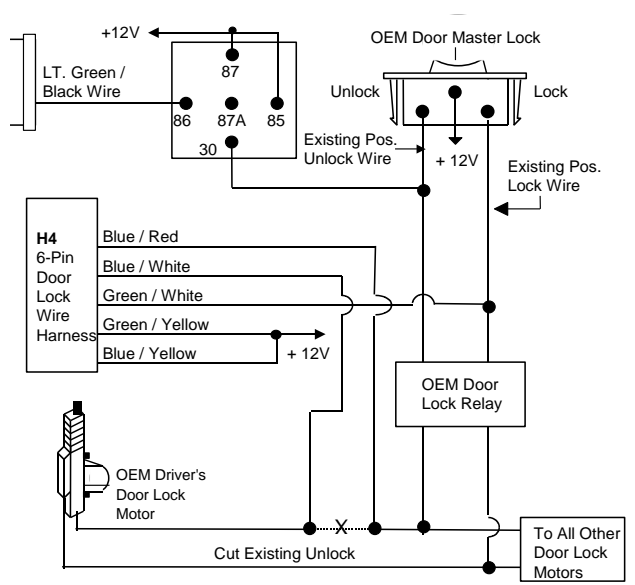 +12V
OEM Door Master Lock
87
LT. Green /
Black Wire
Unlock
Lock
86
87A
85
30
Existing Pos.
Unlock Wire
+ 12V
Existing Pos.
Lock Wire
H4
6-Pin
Door
Lock
Wire
Harness
Blue / Red
Blue / White
Green / White
Green / Yellow
Blue / Yellow
+ 12V
OEM Door
Lock Relay
OEM Driver's
Door Lock
Motor
X
Cut Existing Unlock
To All Other
Door Lock
Motors